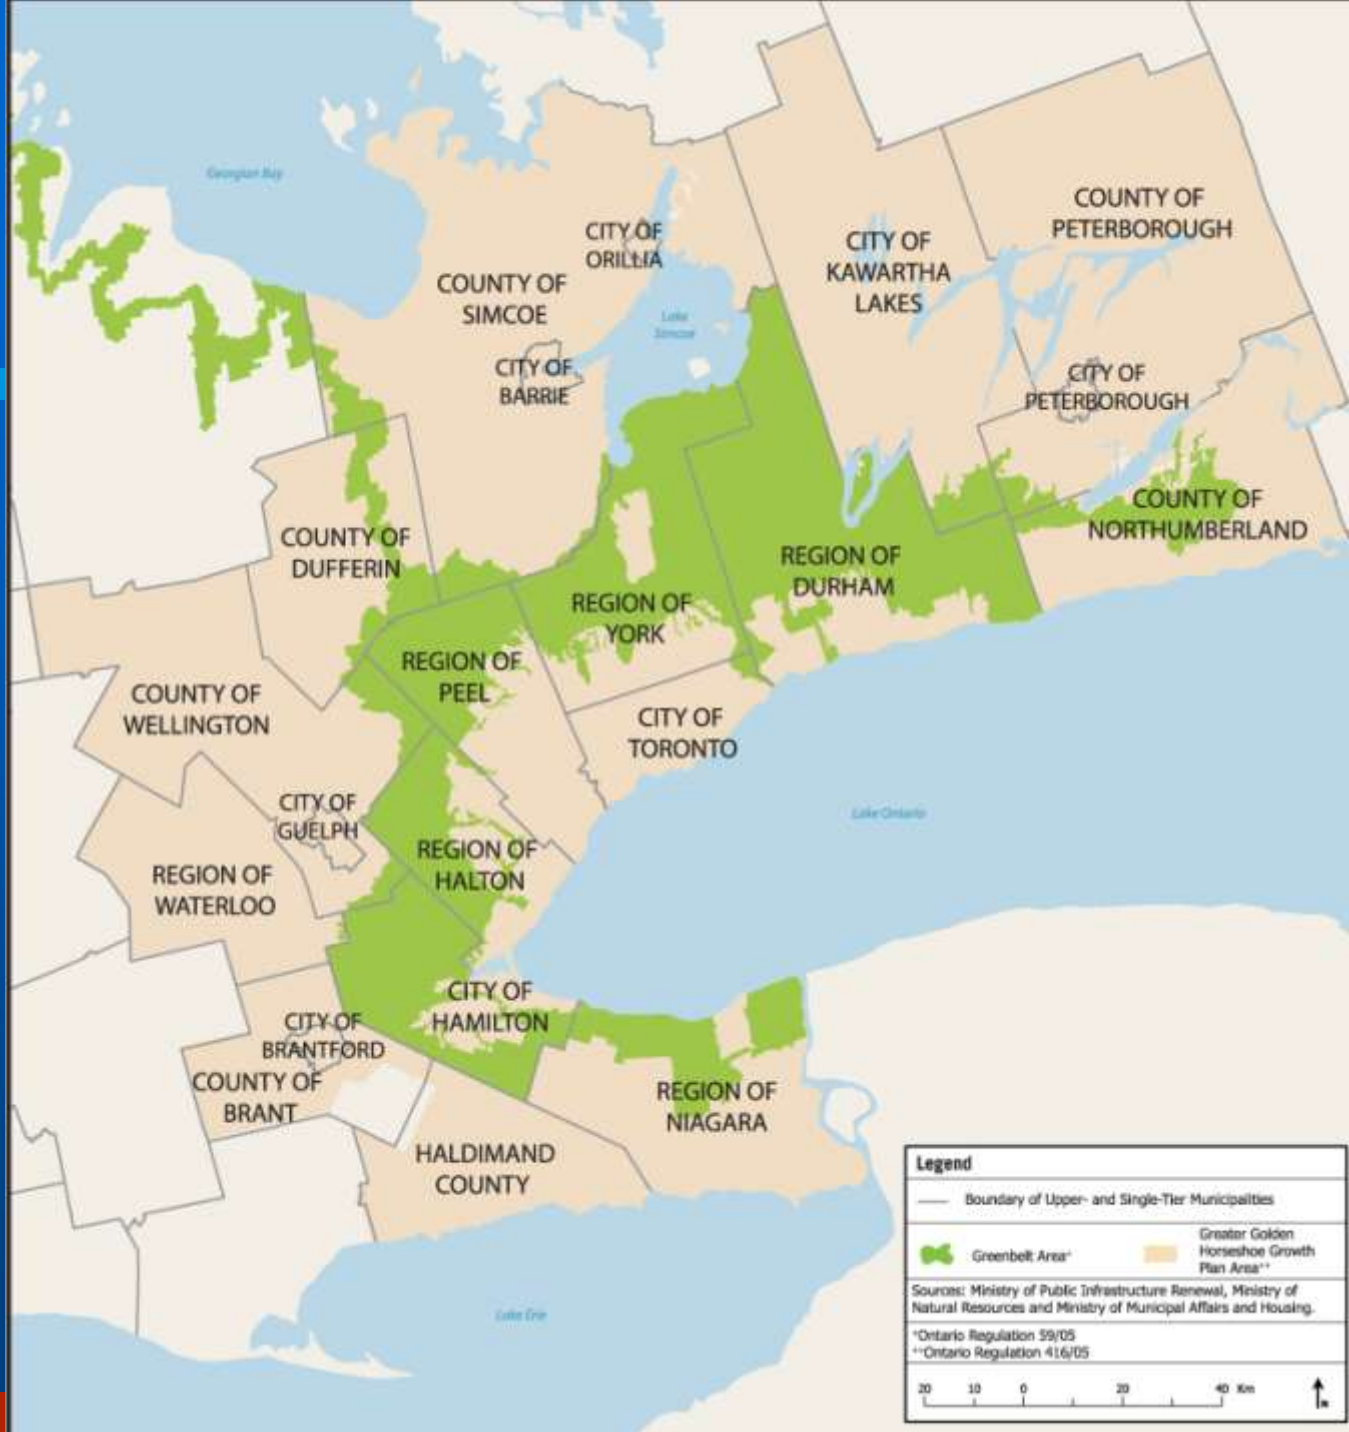 Georgian Bay
CITY OF
ORILLIA
COUNTY OF
SIMCOE
Lake
Simcoe
CITY OF
BARRIE
CITY OF
KAWARTHA
LAKES
COUNTY OF
PETERBOROUGH
CITY OF
PETERBOROUGH
COUNTY OF
NORTHUMBERLAND
COUNTY OF
DUFFERIN
REGION OF
DURHAM
REGION OF
YORK
REGION OF
PEEL
COUNTY OF
WELLINGTON
CITY OF
TORONTO
CITY OF
GUELPH
Lake Ontario
REGION OF
HALTON
REGION OF
WATERLOO
CITY OF
HAMILTON
CITY OF
BRANTFORD
COUNTY OF
BRANT
REGION OF
NIAGARA
HALDIMAND
COUNTY
Lake Erie
Legend
Boundary of Upper- and Single-Tier Municipalities
Greenbelt Area*
Greater Golden
Horseshoe Growth
Plan Area**
Sources: Ministry of Public Infrastructure Renewal, Ministry of
Natural Resources and Ministry of Municipal Affairs and Housing.
*Ontario Regulation 59/05
**Ontario Regulation 416/05
20 10 0 20 40 Km
N